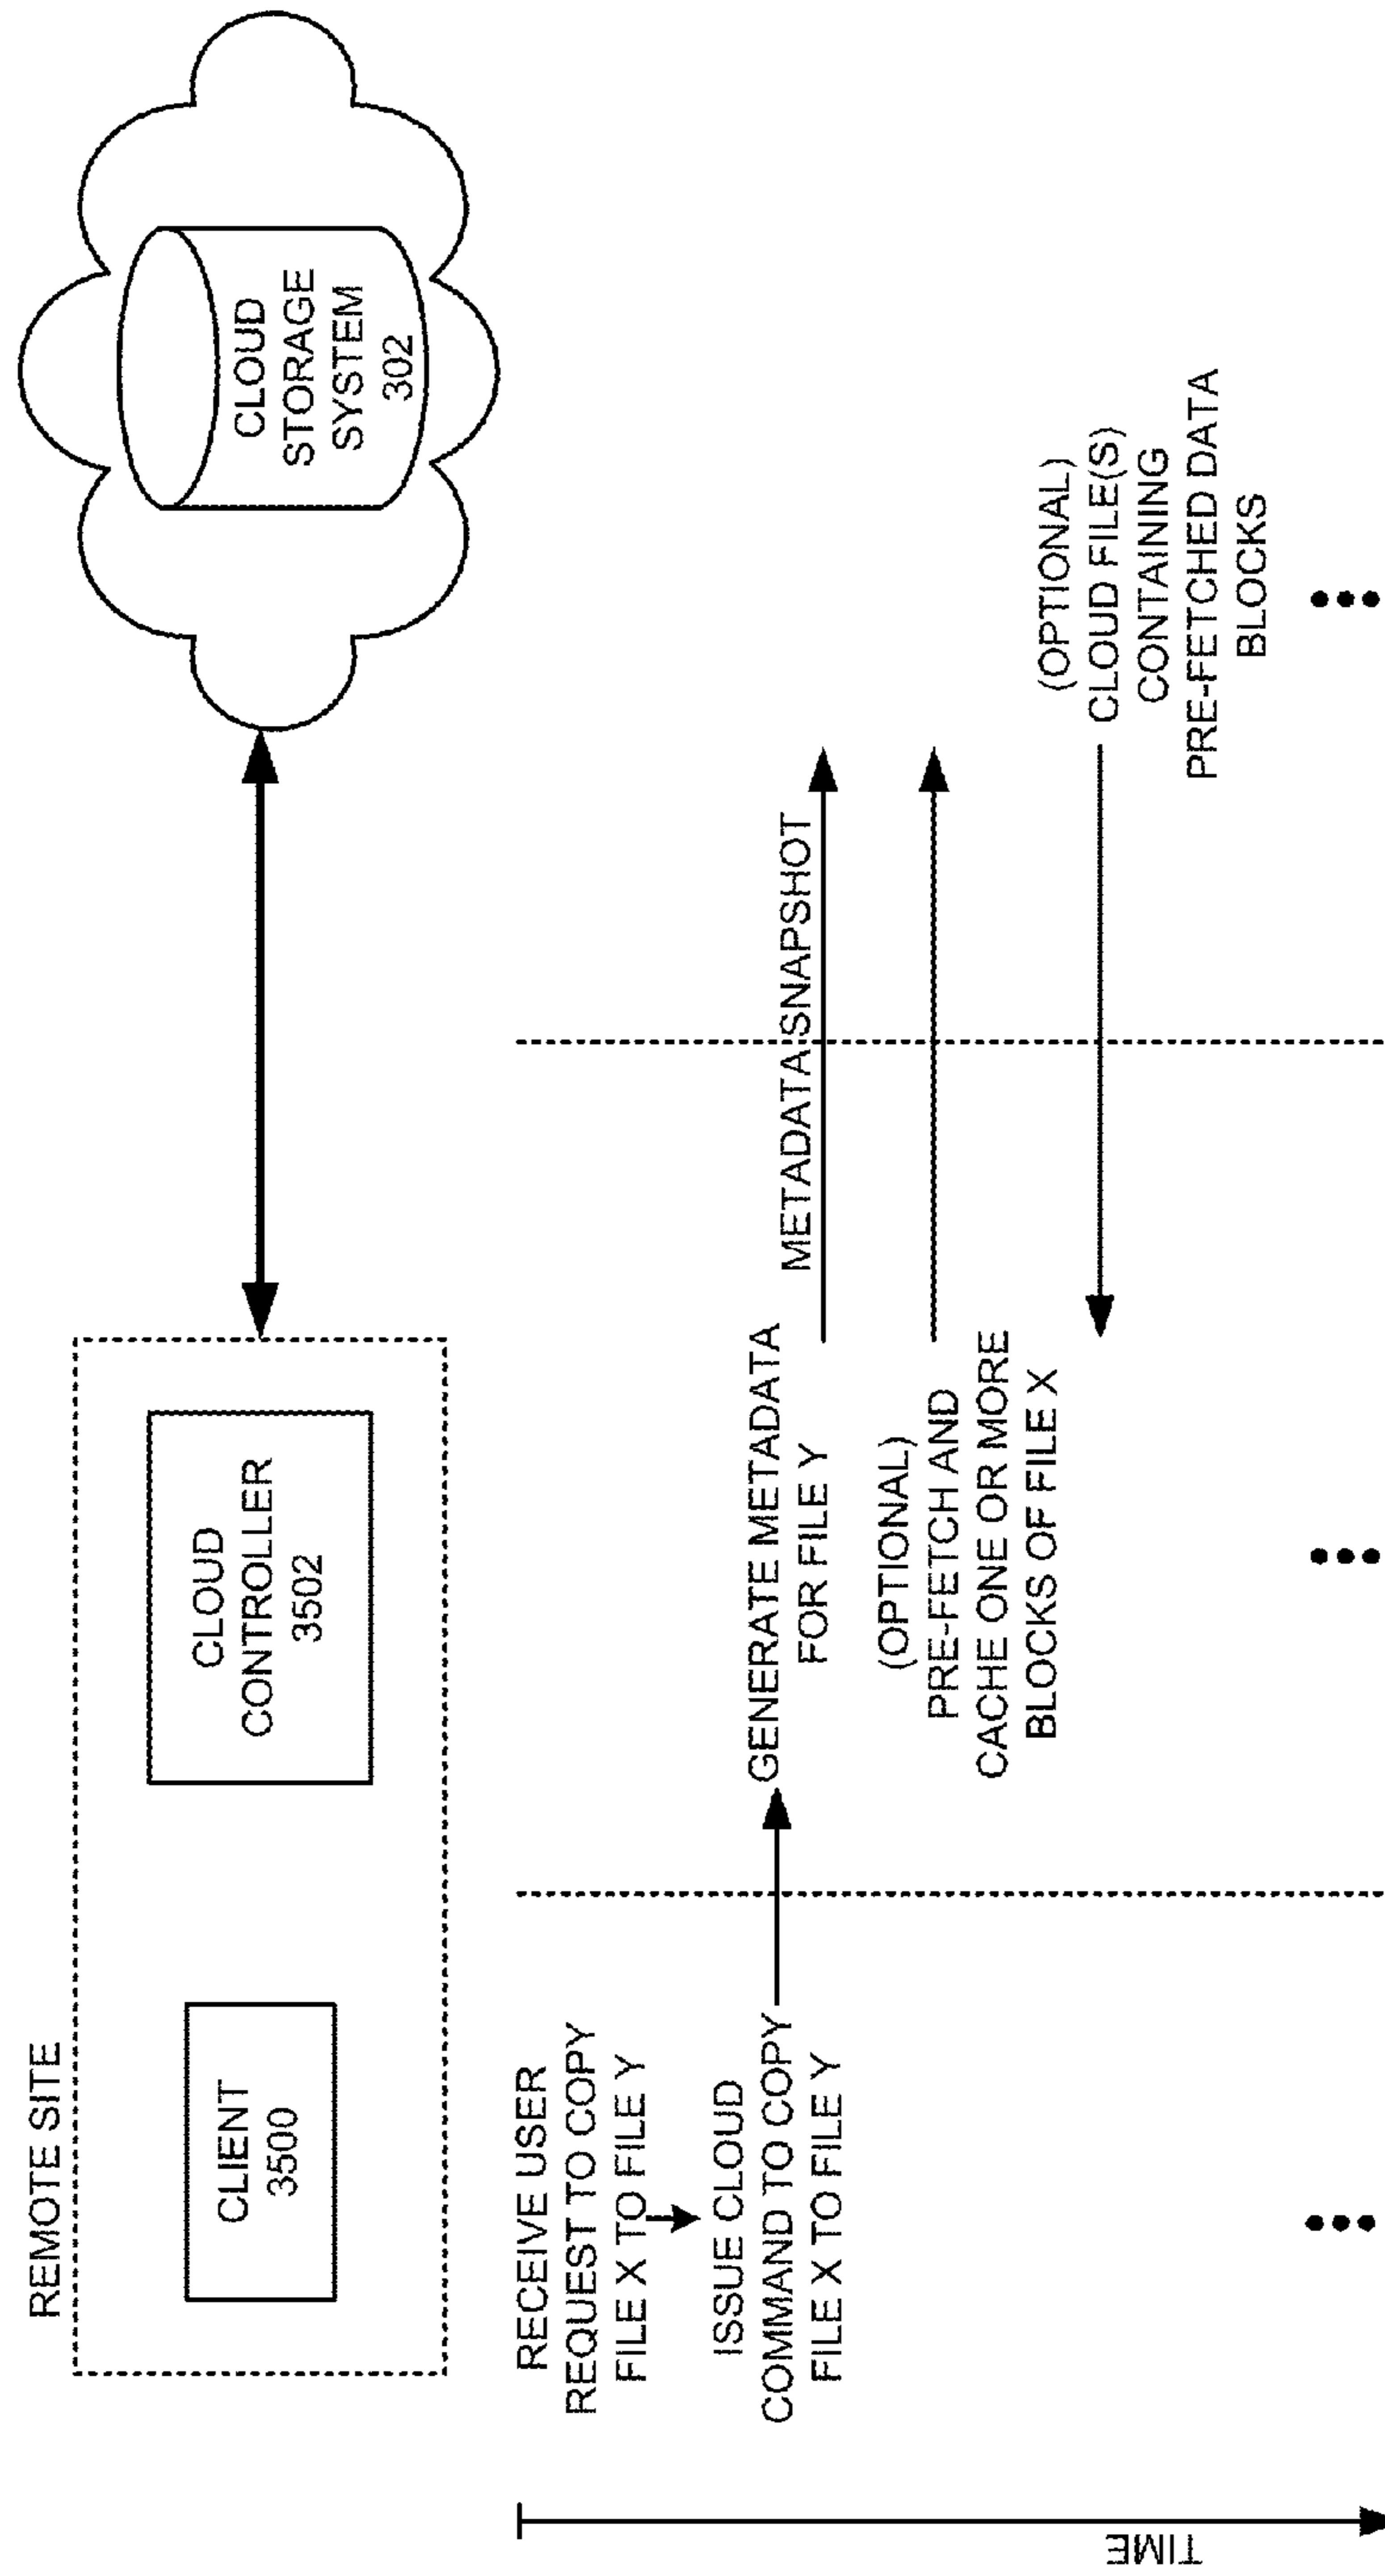 REMOTE SITE
CLIENT
3500
CLOUD
CONTROLLER
3502
CLOUD
STORAGE
SYSTEM
302
RECEIVE USER
REQUEST TO COPY
FILE X TO FILE Y
ISSUE CLOUD
COMMAND TO COPY
FILE X TO FILE Y
GENERATE METADATA
FOR FILE Y
METADATA SNAPSHOT
(OPTIONAL)
PRE-FETCH AND
CACHE ONE OR MORE
BLOCKS OF FILE X
(OPTIONAL)
CLOUD FILE(S)
CONTAINING
PRE-FETCHED DATA
BLOCKS
TIME